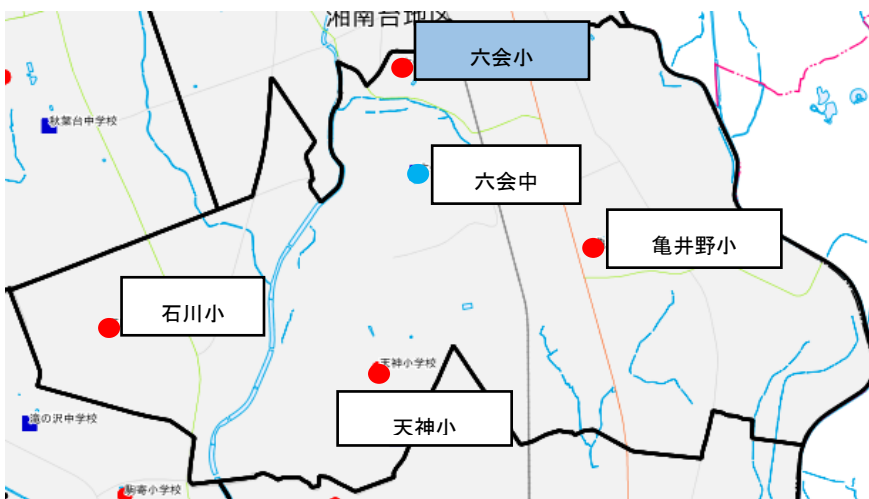 湘南台地区
六会小
秋葉台中学校
六会中
亀井野小
石川小
天神小学校
天神小
滝の沢中学校
駒寄小学校